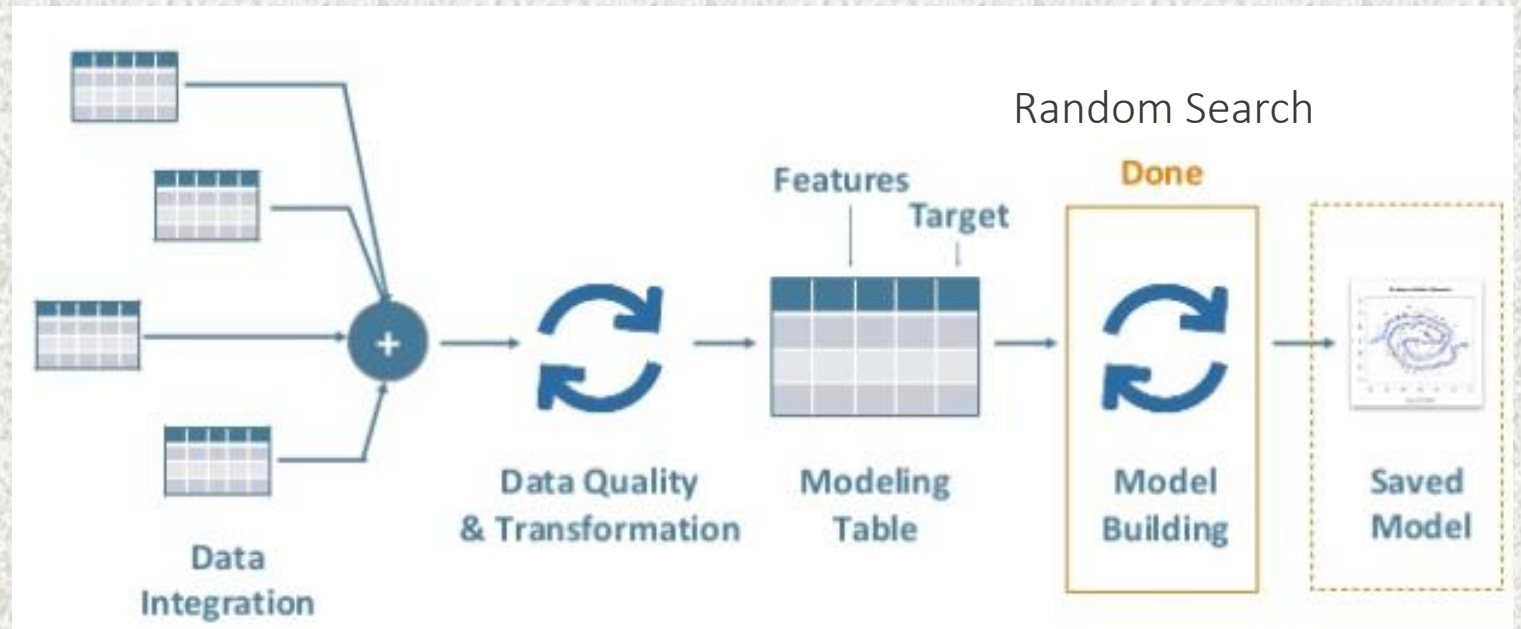 Random Search
Features
Target
Done
+
Data Integration
Data Quality
& Transformation
Modeling
Table
Model
Building
Saved
Model